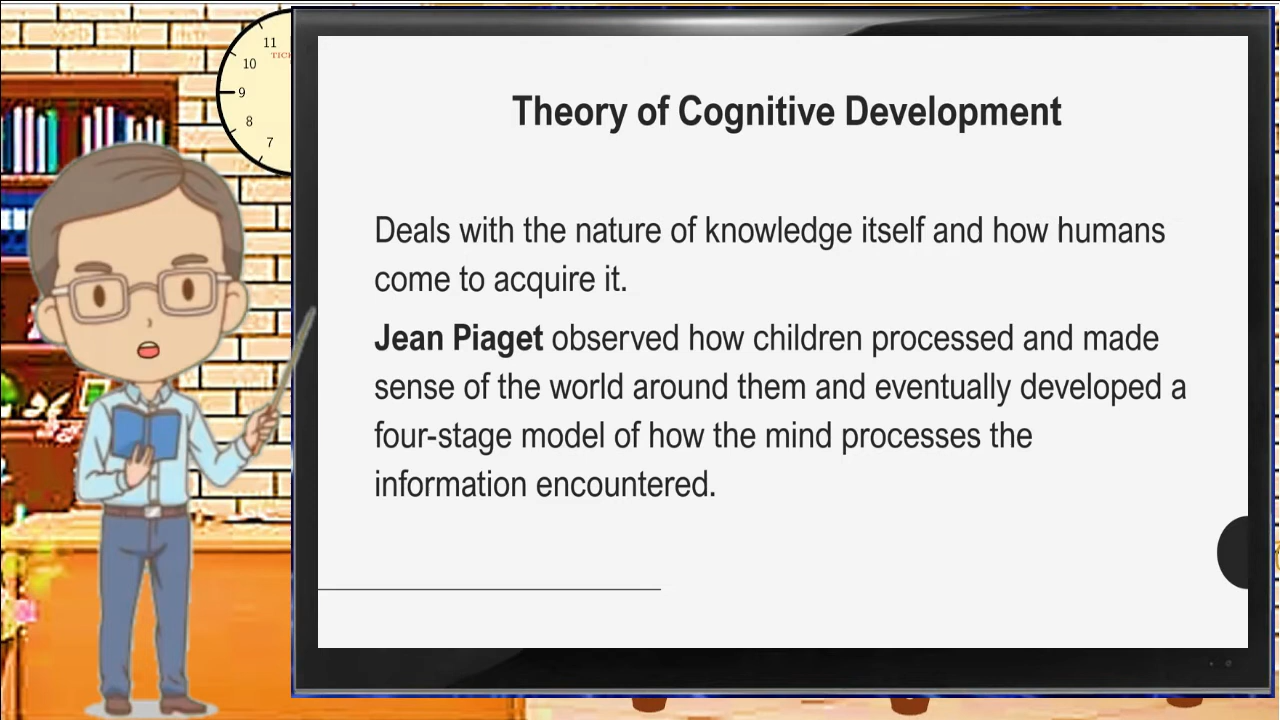 11
TICK
10
9
8
7
Theory of Cognitive Development
Deals with the nature of knowledge itself and how humans
come to acquire it.
Jean Piaget observed how children processed and made
sense of the world around them and eventually developed a
four-stage model of how the mind processes the
information encountered.